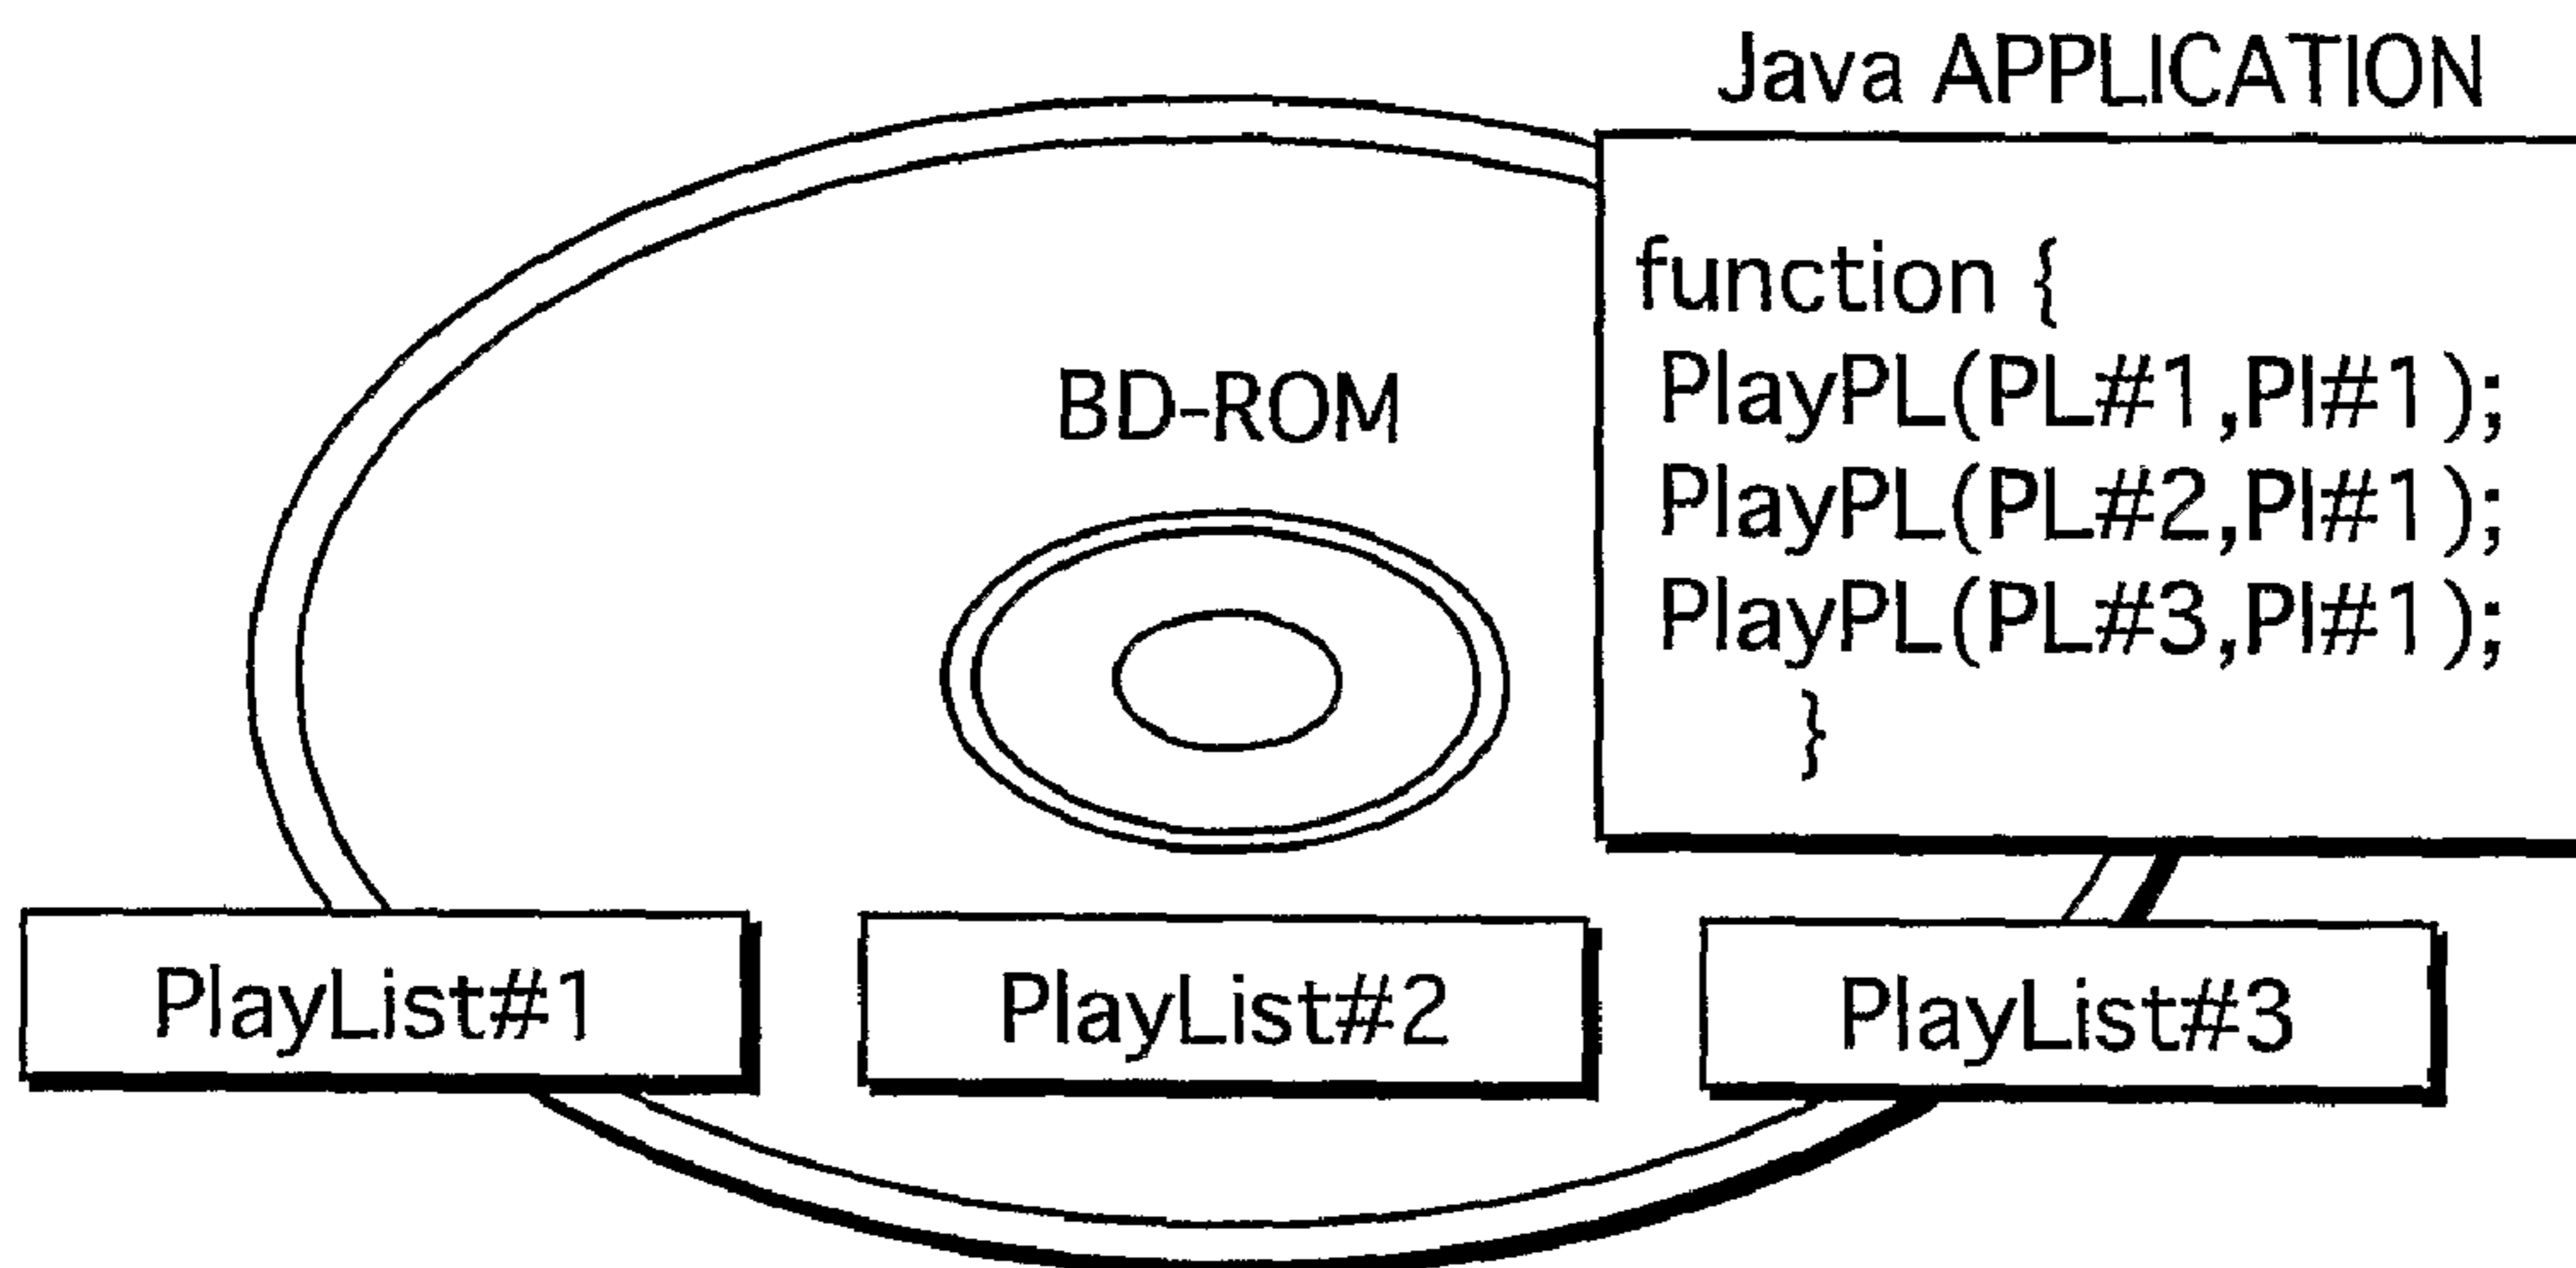 Java APPLICATION
function {
PlayPL(PL#1,PI#1);
PlayPL(PL#2,PI#1);
PlayPL(PL#3,PI#1);
}
BD-ROM
PlayList#1
PlayList#2
PlayList#3